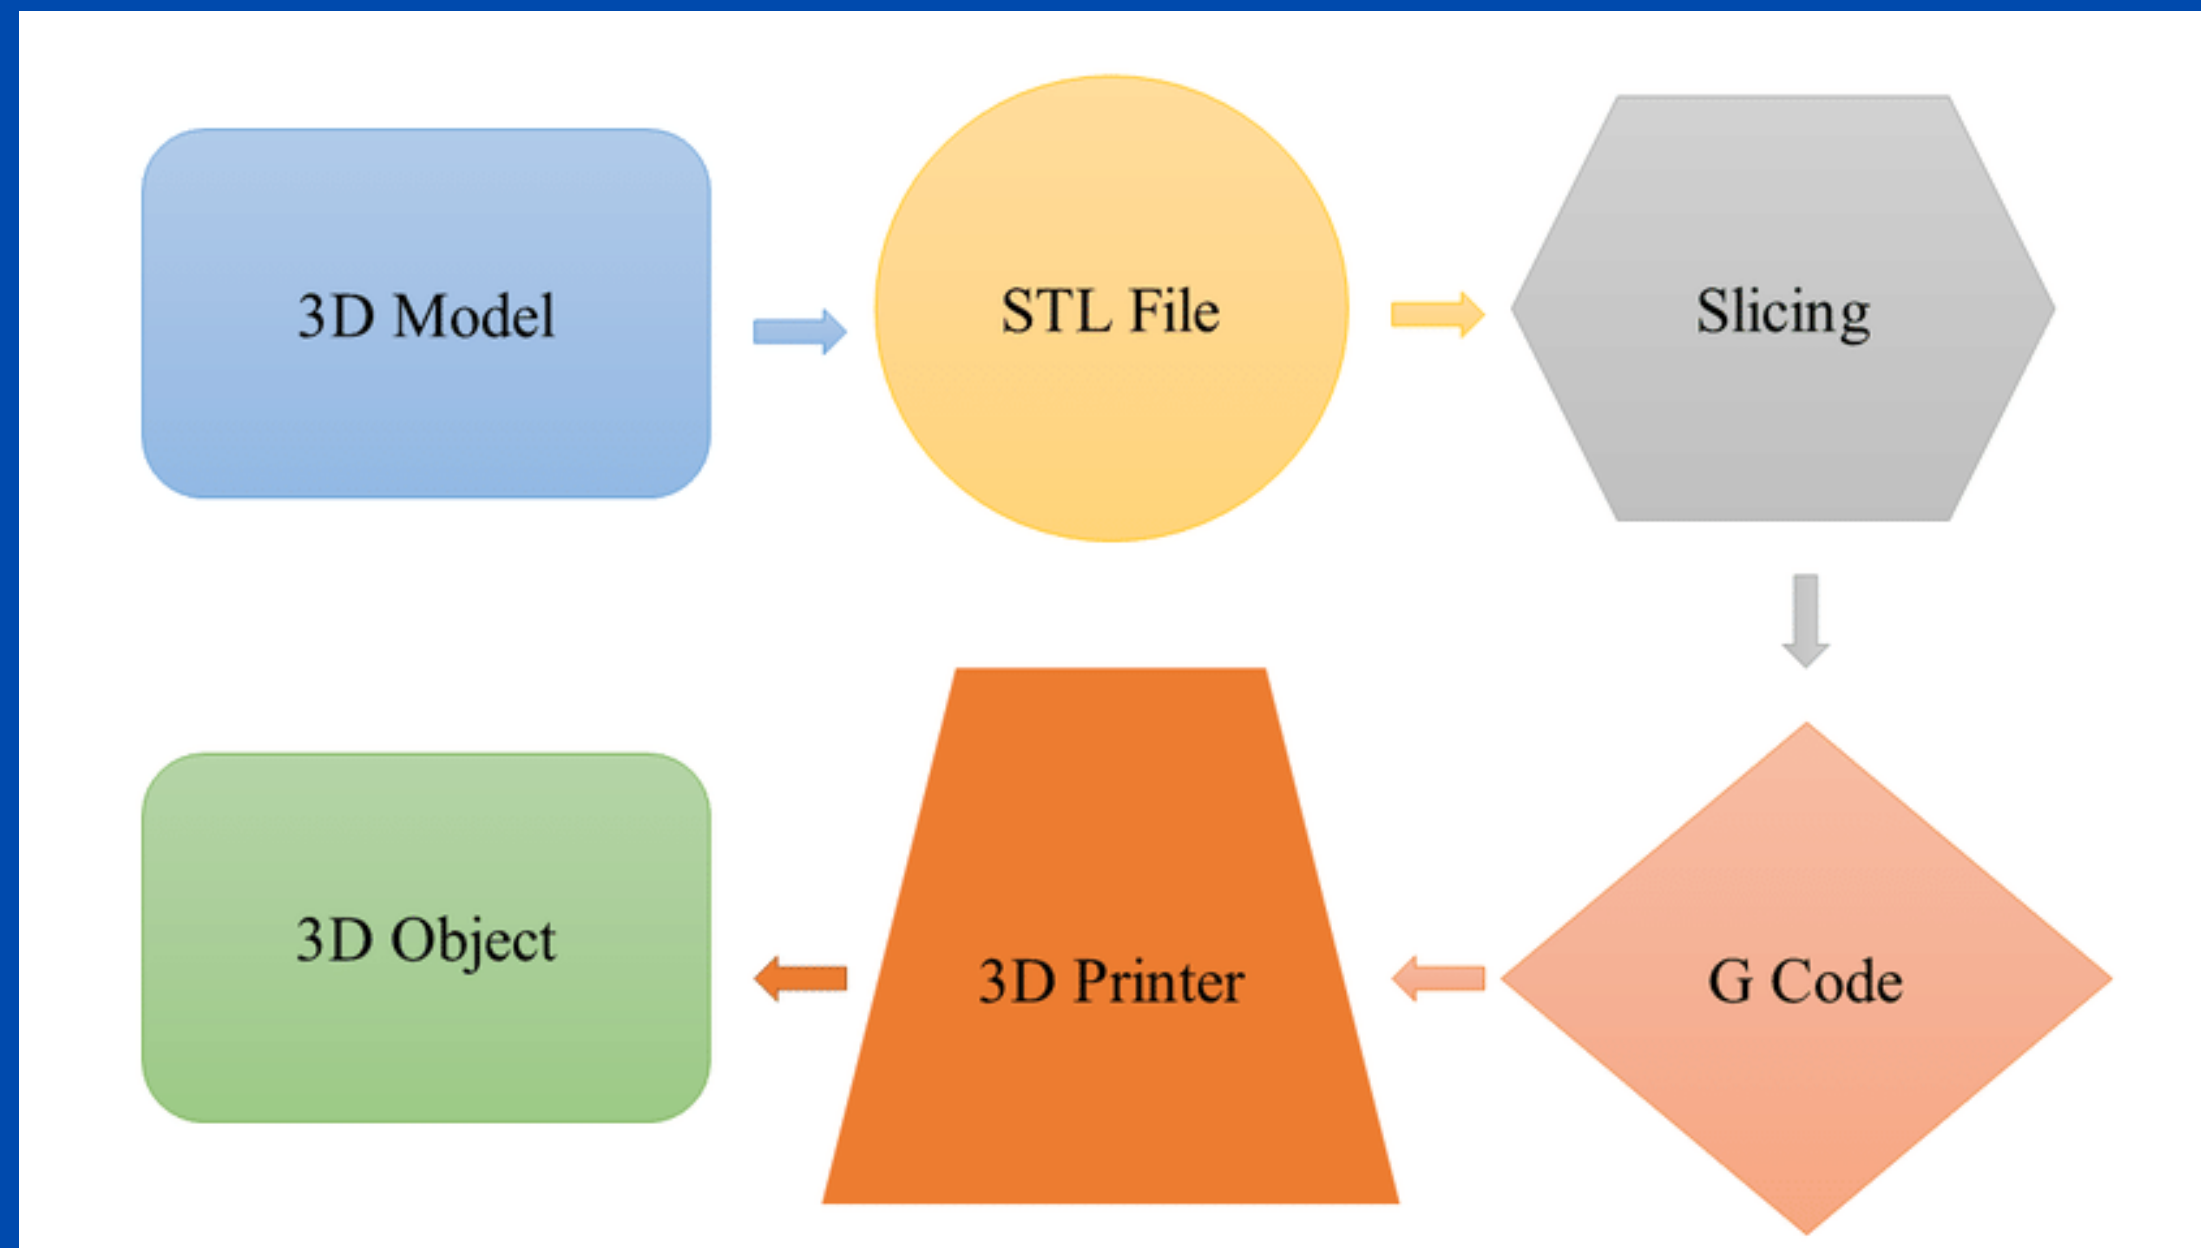 3D Model
STL File
Slicing
G Code
3D Printer
3D Object